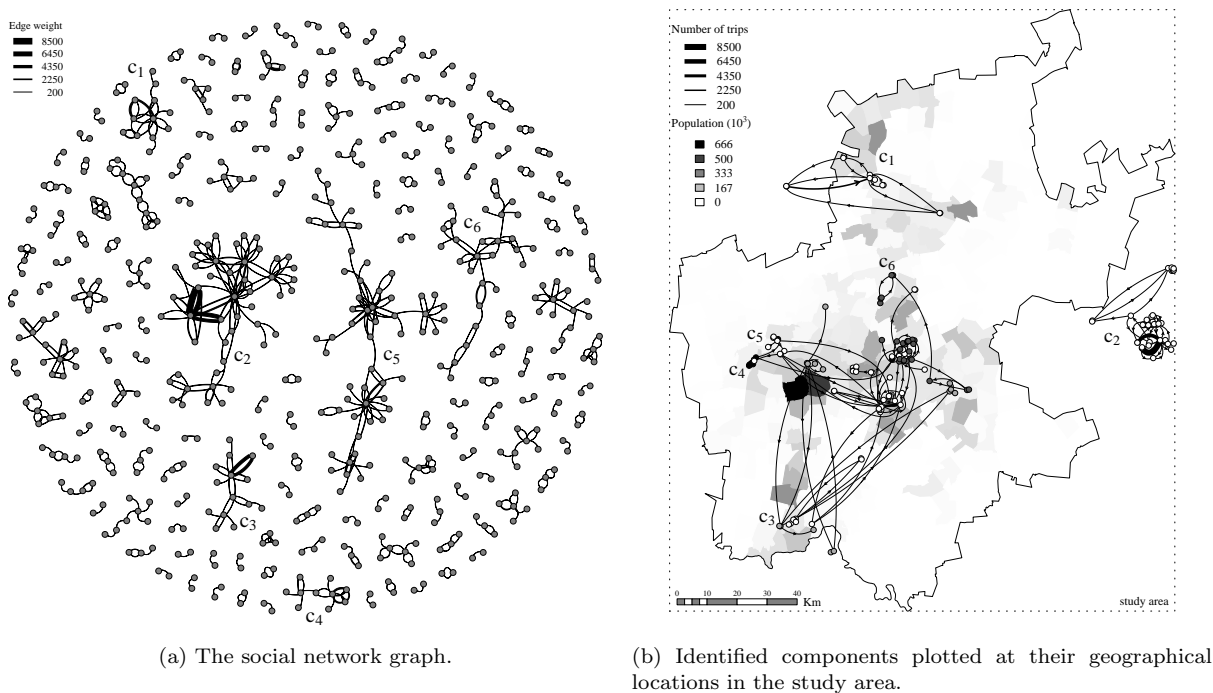 Edge weight
8500
6450
4350
2250
200
c1
c2
c3
c4
c5
c6
(a) The social network graph.
Number of trips
8500
6450
4350
2250
200
Population (10³)
666
500
333
167
0
c1
c6
c5
c4
c2
c3
0 10 20 30 40
Km
study area
(b) Identified components plotted at their geographical
locations in the study area.